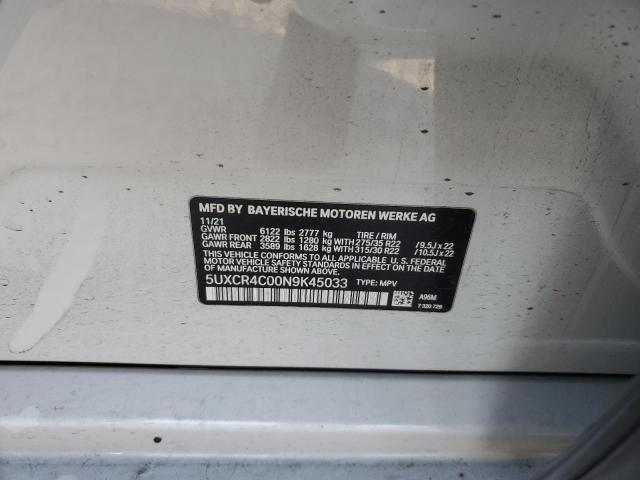 MFD BY BAYERISCHE MOTOREN WERKE AG
11/21
GVWR 6122 lbs 2777 kg TIRE / RIM
GAWR FRONT 2822 lbs 1280 kg WITH 275/35 R22 /9.5J x 22
GAWR REAR 3589 lbs 1628 kg WITH 315/30 R22 /10.5J x 22
THIS VEHICLE CONFORMS TO ALL APPLICABLE U.S. FEDERAL
MOTOR VEHICLE SAFETY STANDARDS IN EFFECT ON THE
DATE OF MANUFACTURE SHOWN ABOVE.
5UXCR4C00N9K45033 TYPE: MPV
A96M
7 320 729